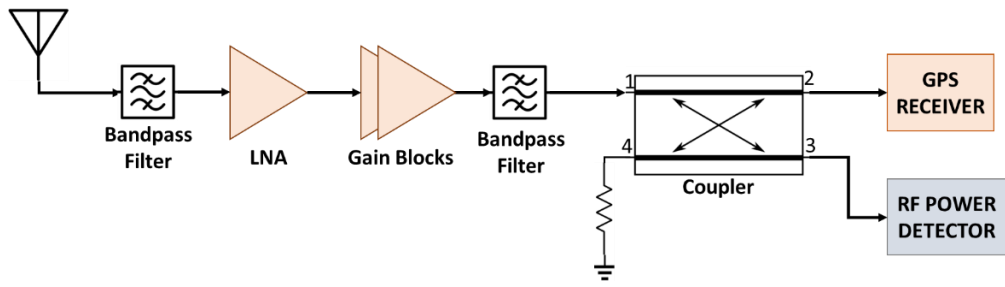 1
2
GPS
RECEIVER
Bandpass
Filter
LNA
Gain Blocks
Bandpass
Filter
4
3
Coupler
RF POWER
DETECTOR